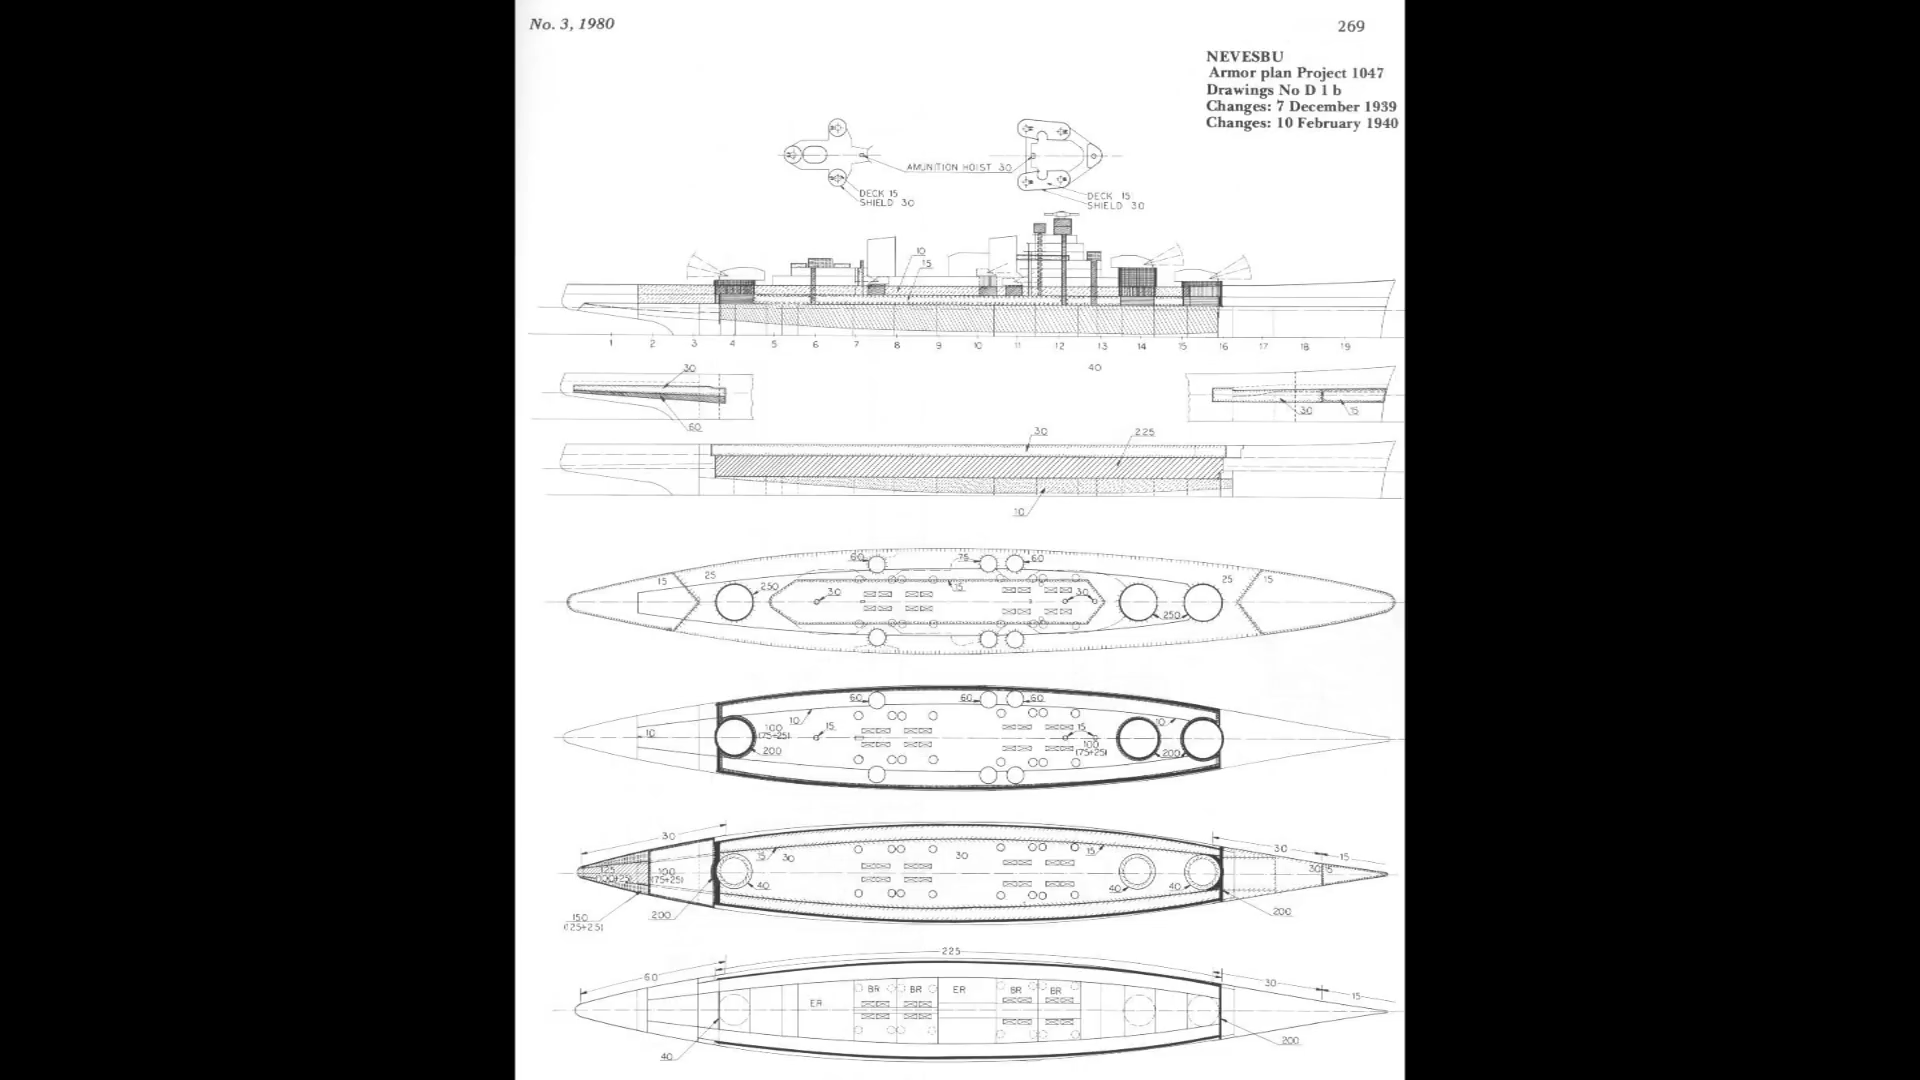 No. 3, 1980
269
NEVESBU
Armor plan Project 1047
Drawings No D 1 b
Changes: 7 December 1939
Changes: 10 February 1940
AMUNITION HOIST 30
DECK 15
SHIELD 30
DECK 15
SHIELD 30
10
15
1 2 3 4 5 6 7 8 9 10 11 12 13 14 15 16 17 18 19
30
40
60
30 15
30 225
10
15 25 60 75 60 25 15
250 30 15 30 250
60 60 60
10 100 (75+25) 10 15 15 10
200 100 (75+25) 200
30 30 15
15 30 30 15
125 (100+25) 100 (75+25) 40 40 40 30 15
150 (125+25) 200 200
225
60 30 15
ER BR BR ER BR BR
40 200